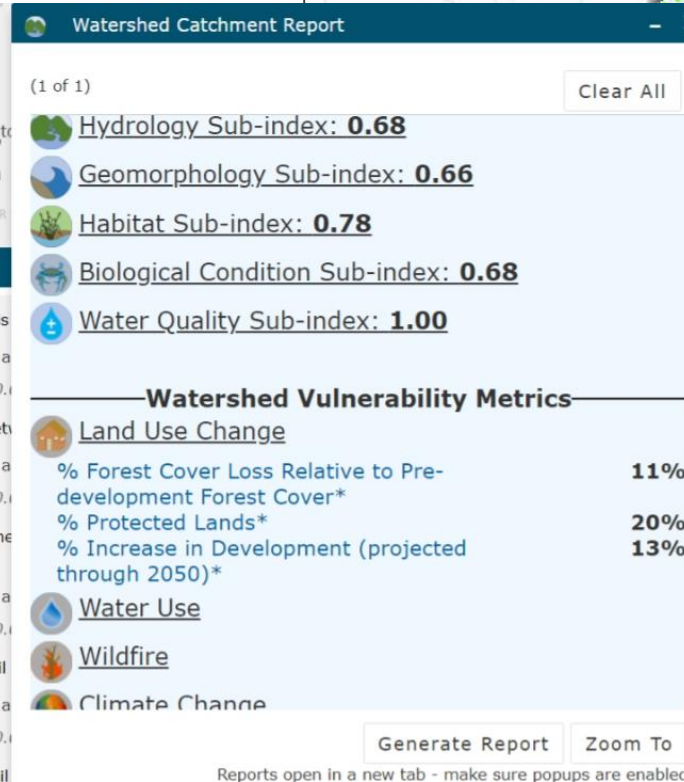 Watershed Catchment Report
(1 of 1)
Clear All
Hydrology Sub-index: 0.68
Geomorphology Sub-index: 0.66
Habitat Sub-index: 0.78
Biological Condition Sub-index: 0.68
Water Quality Sub-index: 1.00
Watershed Vulnerability Metrics
Land Use Change
% Forest Cover Loss Relative to Pre- 11%
development Forest Cover*
% Protected Lands* 20%
% Increase in Development (projected 13%
through 2050)*
Water Use
Wildfire
Climate Change
Generate Report Zoom To
Reports open in a new tab - make sure popups are enabled